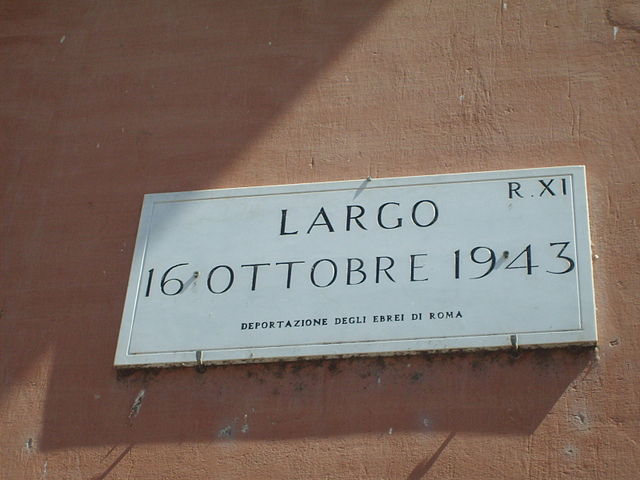 R.XI
LARGO
16 OTTOBRE 1943
DEPORTAZIONE DEGLI EBREI DI ROMA